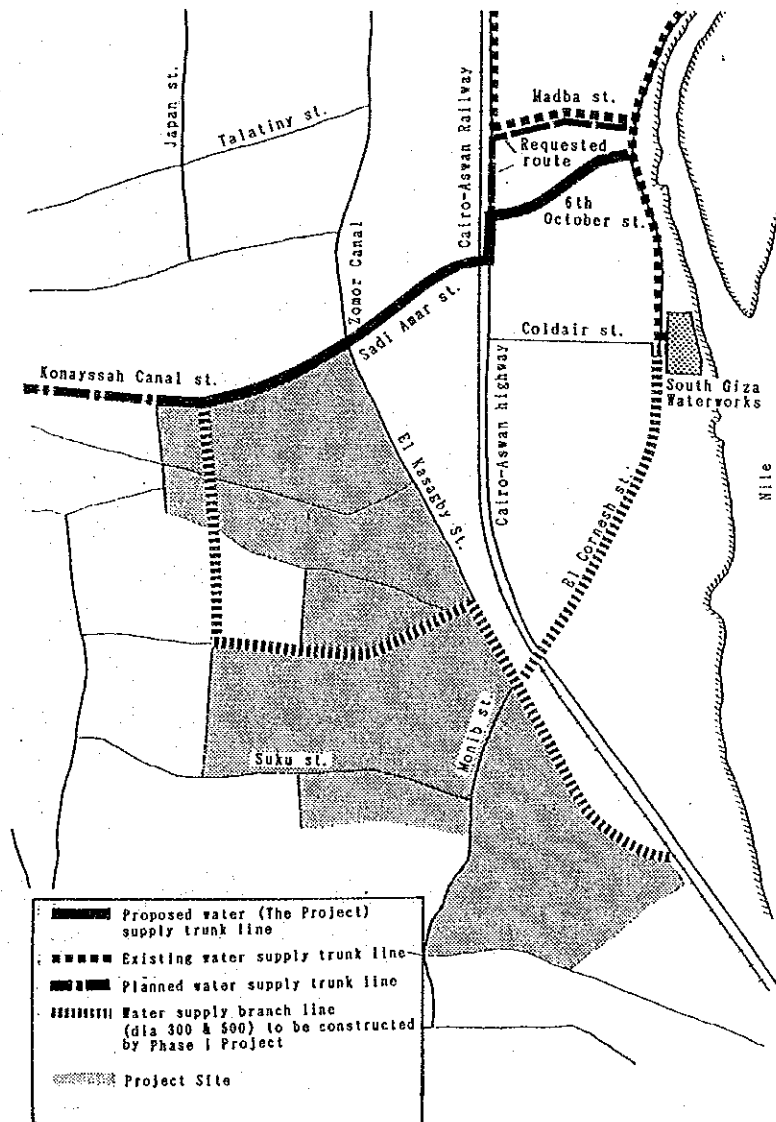 Japan st.
Talatiny st.
Cairo-Aswan Railway
Madba st.
Requested
route
6th
October st.
Zomor Canal
Sadi Amar st.
Coldair st.
Konayssah Canal st.
South Giza
Waterworks
El Kasagby St.
Cairo-Aswan highway
El Cornesh st.
Nile
Monib st.
Suku st.
Proposed water (The Project)
supply trunk line
Existing water supply trunk line
Planned water supply trunk line
Water supply branch line
(dia 300 & 500) to be constructed
by Phase I Project
Project Site